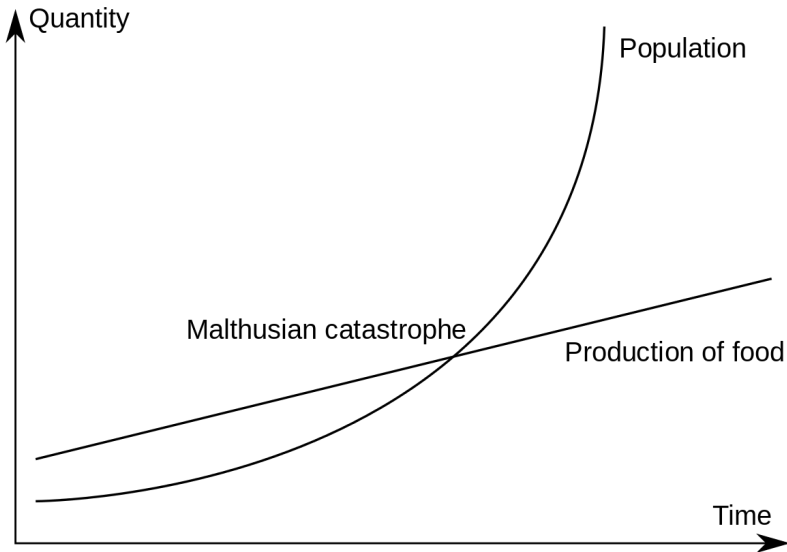 Quantity
Population
Malthusian catastrophe
Production of food
Time